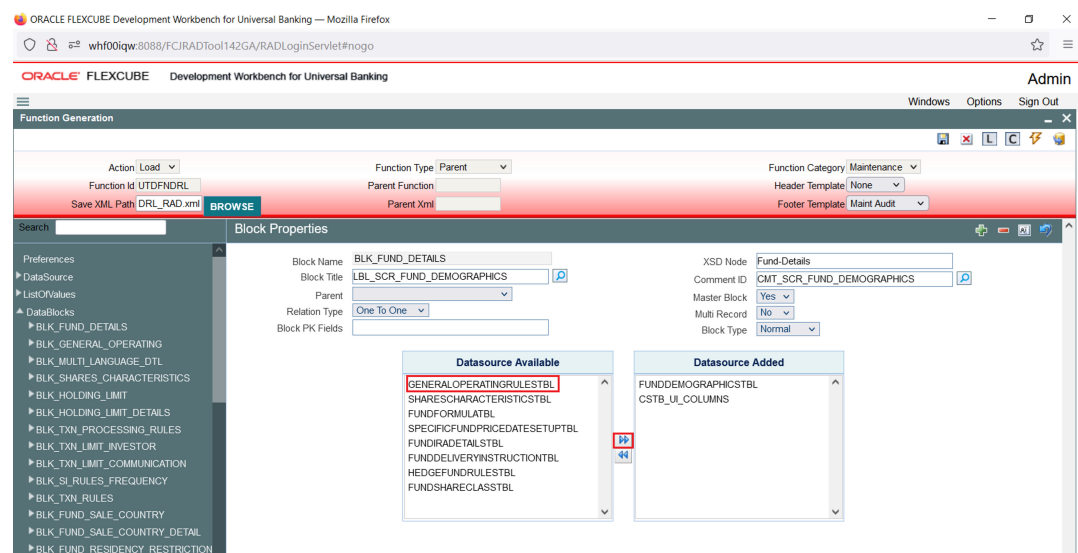 ORACLE FLEXCUBE Development Workbench for Universal Banking — Mozilla Firefox
whf00iqw:8088/FCJRADTool142GA/RADLoginServlet#nogo
ORACLE FLEXCUBE Development Workbench for Universal Banking Admin
Windows Options Sign Out
Function Generation
L C
Action Load Function Type Parent Function Category Maintenance
Function Id UTDFNDRL Parent Function Header Template None
Save XML Path DRL_RAD.xml BROWSE Parent Xml Footer Template Maint Audit
Search Block Properties
Preferences
DataSource
ListOfValues
DataBlocks
BLK_FUND_DETAILS
BLK_GENERAL_OPERATING
BLK_MULTI_LANGUAGE_DTL
BLK_SHARES_CHARACTERISTICS
BLK_HOLDING_LIMIT
BLK_HOLDING_LIMIT_DETAILS
BLK_TXN_PROCESSING_RULES
BLK_TXN_LIMIT_INVESTOR
BLK_TXN_LIMIT_COMMUNICATION
BLK_SI_RULES_FREQUENCY
BLK_TXN_RULES
BLK_FUND_SALE_COUNTRY
BLK_FUND_SALE_COUNTRY_DETAIL
BLK_FUND_RESIDENCY_RESTRICTION
Block Name BLK_FUND_DETAILS XSD Node Fund-Details
Block Title LBL_SCR_FUND_DEMOGRAPHICS Comment ID CMT_SCR_FUND_DEMOGRAPHICS
Parent Master Block Yes
Relation Type One To One Multi Record No
Block PK Fields Block Type Normal
Datasource Available
GENERALOPERATINGRULESTBL
SHARESCHARACTERISTICSTBL
FUNDFORMULATBL
SPECIFICFUNDPRICEDATESETUPTBL
FUNDIRADETAILSTBL
FUNDDELIVERYINSTRUCTIONTBL
HEDGEFUNDRULESTBL
FUNDSHARECLASSTBL
Datasource Added
FUNDDEMOGRAPHICSTBL
CSTB_UI_COLUMNS